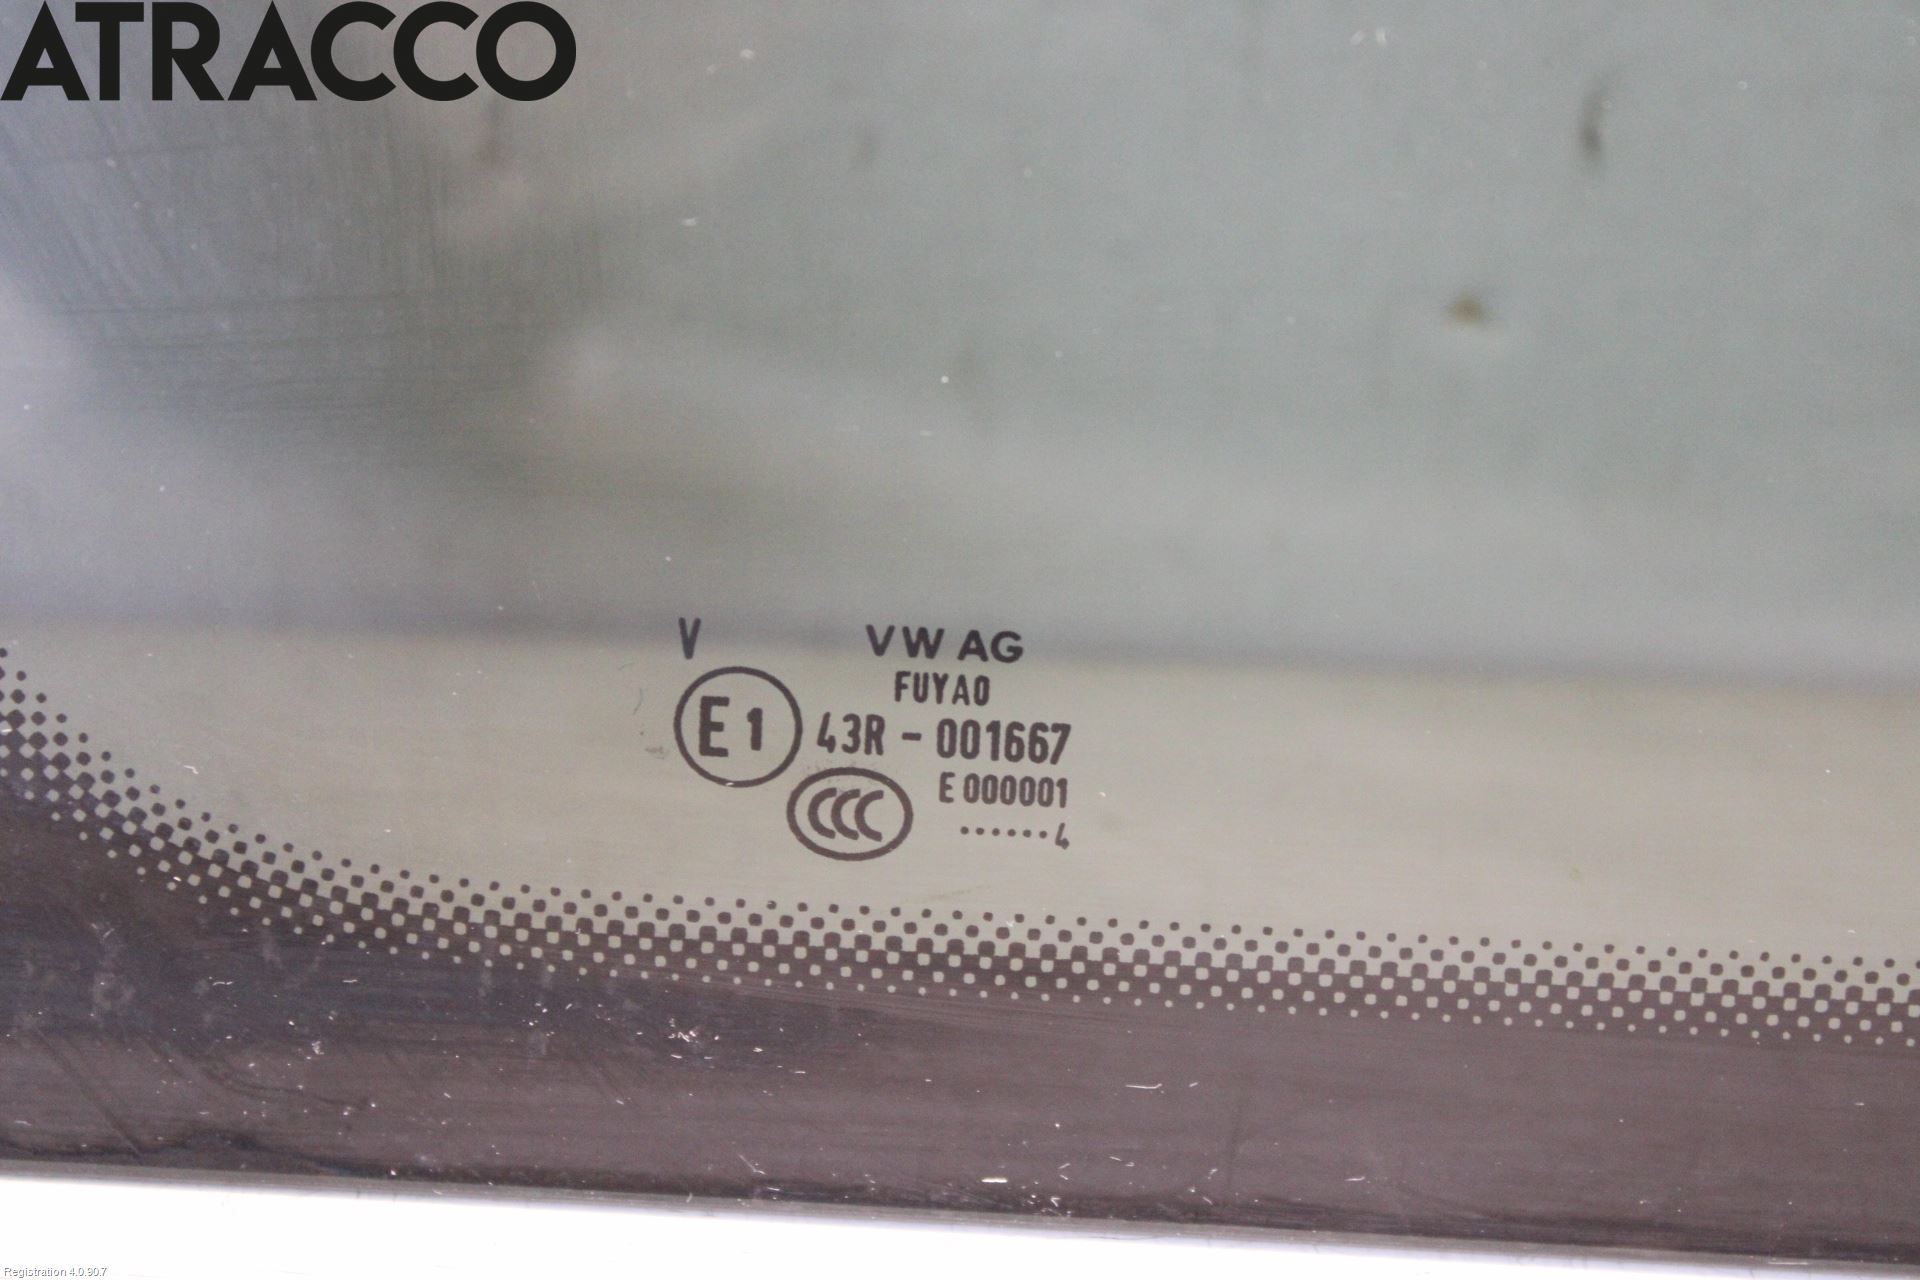 ATRACCO
V VW AG
FUYAO
E1 43R - 001667
E 000001
CCC ······4
Registration 4.0.90.7